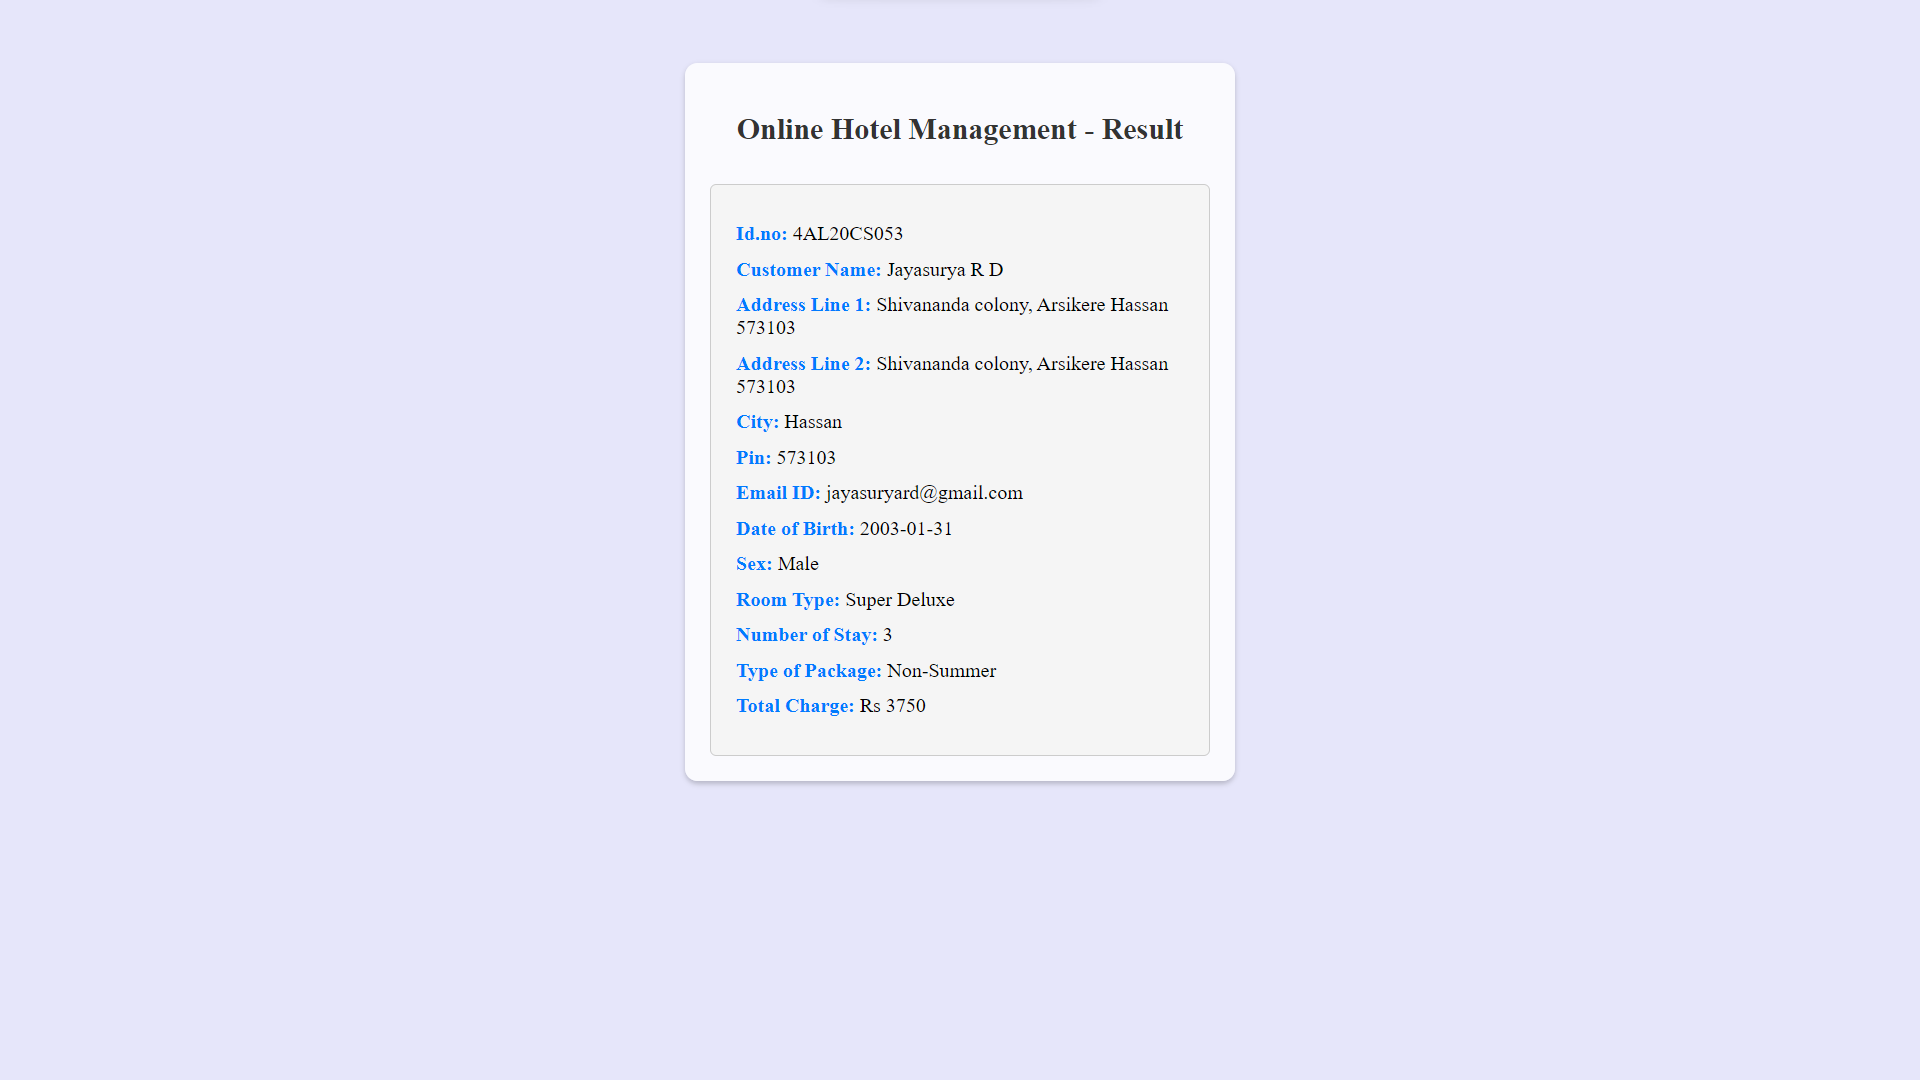 Online Hotel Management - Result
Id.no: 4AL20CS053
Customer Name: Jayasurya R D
Address Line 1: Shivananda colony, Arsikere Hassan
573103
Address Line 2: Shivananda colony, Arsikere Hassan
573103
City: Hassan
Pin: 573103
Email ID: jayasuryard@gmail.com
Date of Birth: 2003-01-31
Sex: Male
Room Type: Super Deluxe
Number of Stay: 3
Type of Package: Non-Summer
Total Charge: Rs 3750